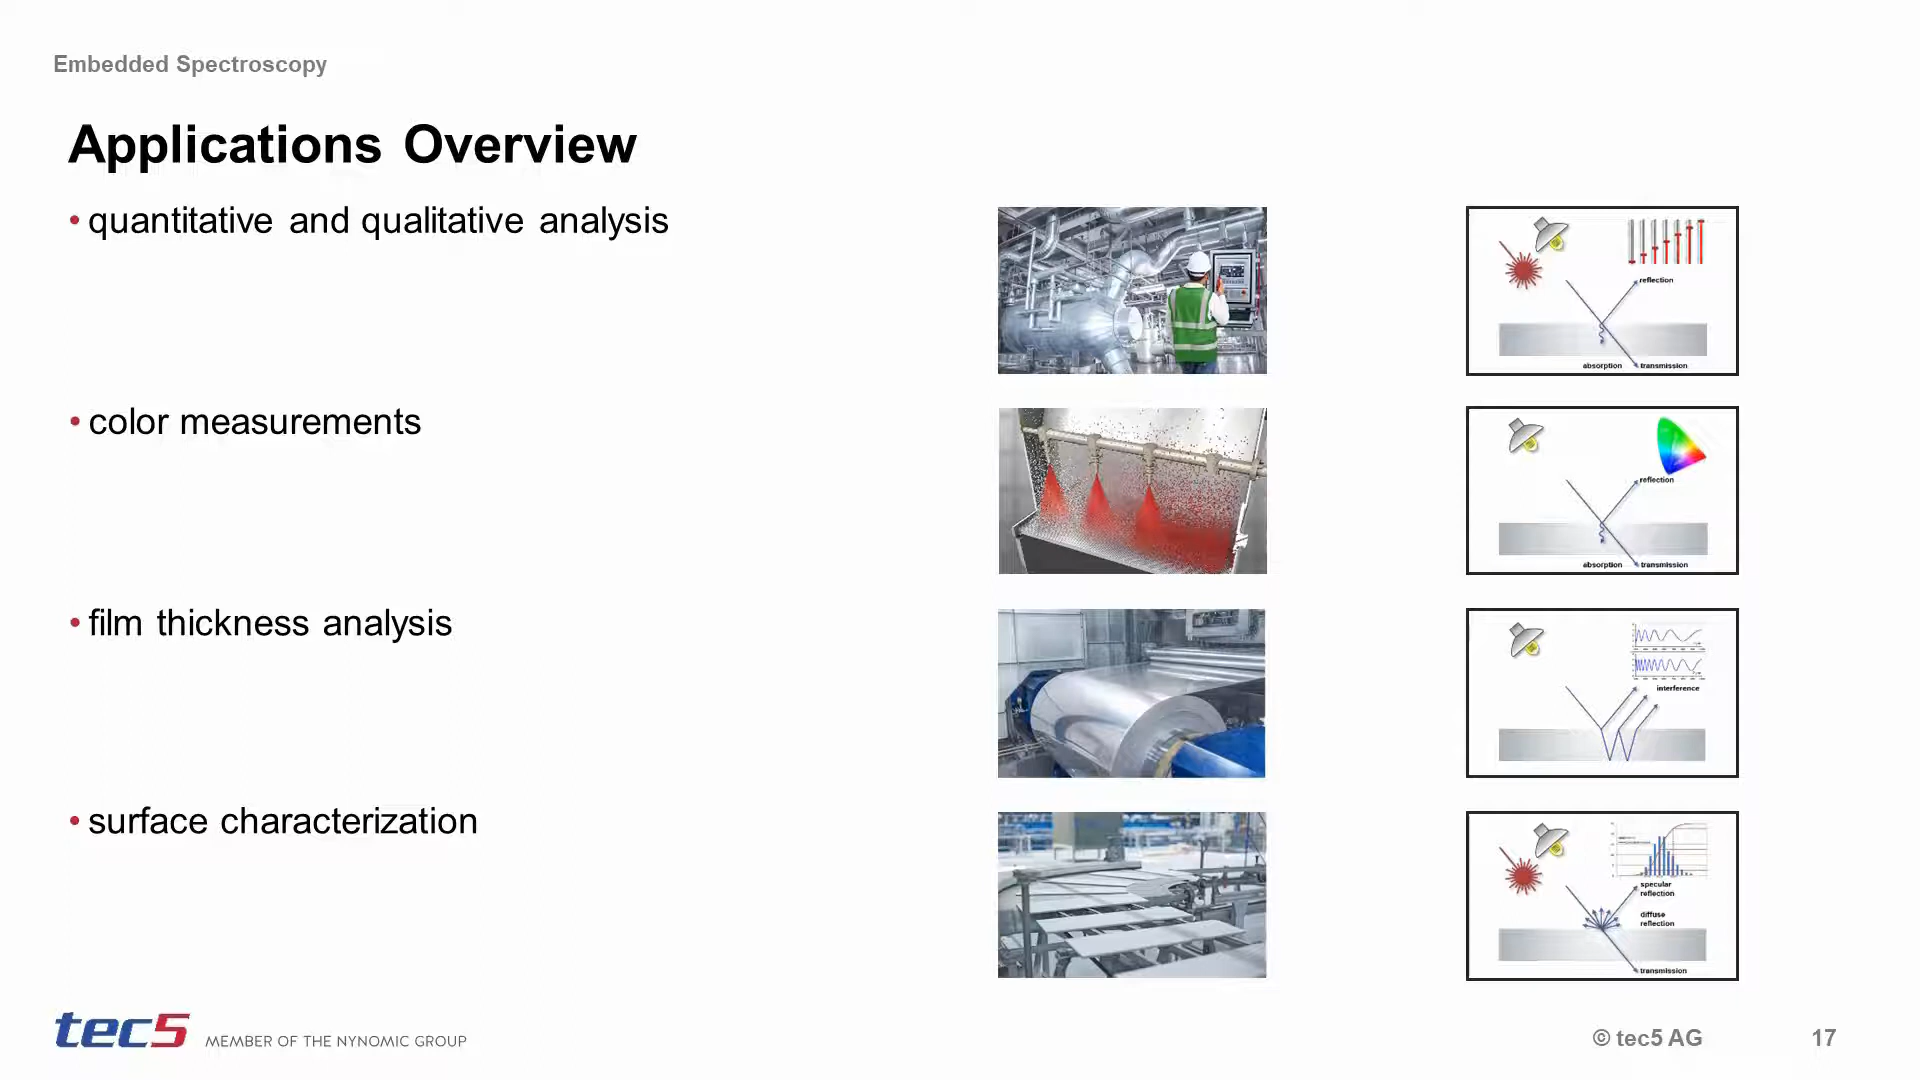 Embedded Spectroscopy
Applications Overview
• quantitative and qualitative analysis
reflection
absorption
transmission
• color measurements
reflection
absorption
transmission
• film thickness analysis
interference
• surface characterization
specular
reflection
diffuse
reflection
transmission
tec5 MEMBER OF THE NYNOMIC GROUP
© tec5 AG
17